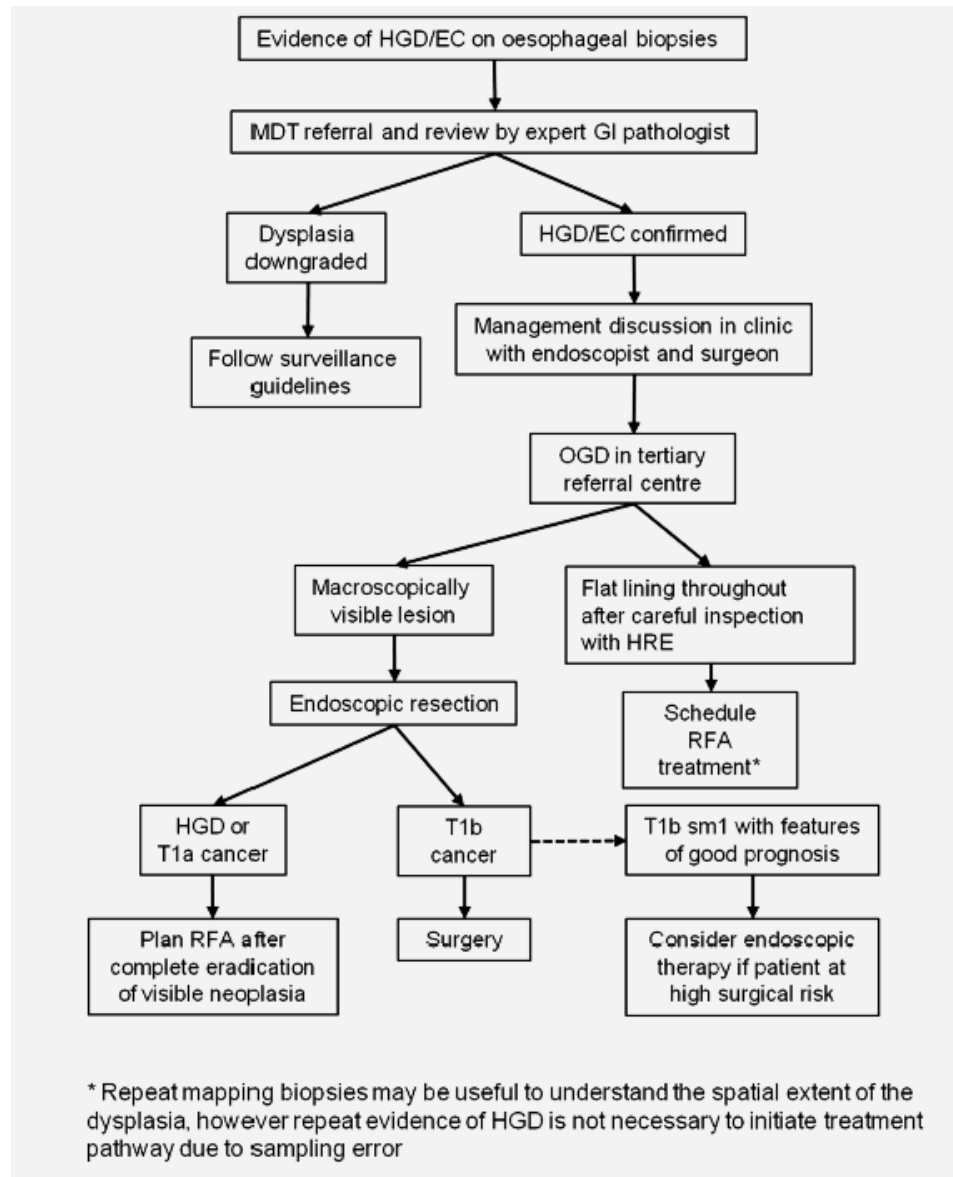 Evidence of HGD/EC on oesophageal biopsies
MDT referral and review by expert GI pathologist
Dysplasia
downgraded
HGD/EC confirmed
Follow surveillance
guidelines
Management discussion in clinic
with endoscopist and surgeon
OGD in tertiary
referral centre
Macroscopically
visible lesion
Flat lining throughout
after careful inspection
with HRE
Endoscopic resection
Schedule
RFA
treatment*
HGD or
T1a cancer
T1b
cancer
T1b sm1 with features
of good prognosis
Plan RFA after
complete eradication
of visible neoplasia
Surgery
Consider endoscopic
therapy if patient at
high surgical risk
* Repeat mapping biopsies may be useful to understand the spatial extent of the
dysplasia, however repeat evidence of HGD is not necessary to initiate treatment
pathway due to sampling error